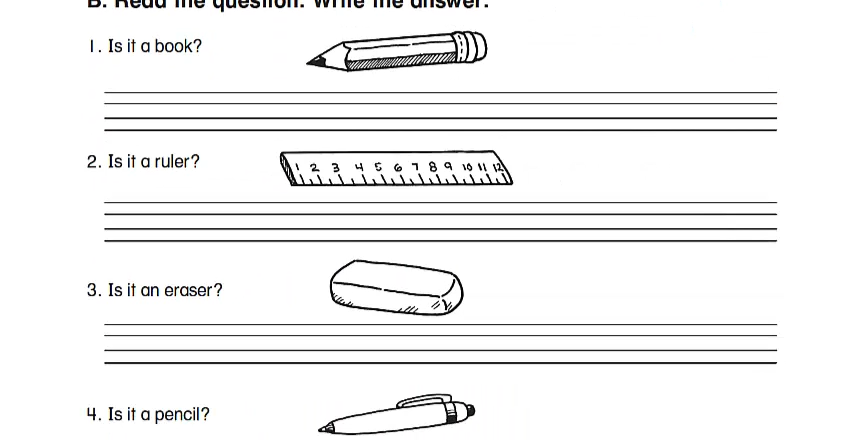 B. Read the question. Write the answer.
1. Is it a book?
2. Is it a ruler?
1 2 3 4 5 6 7 8 9 10 11 12
3. Is it an eraser?
4. Is it a pencil?